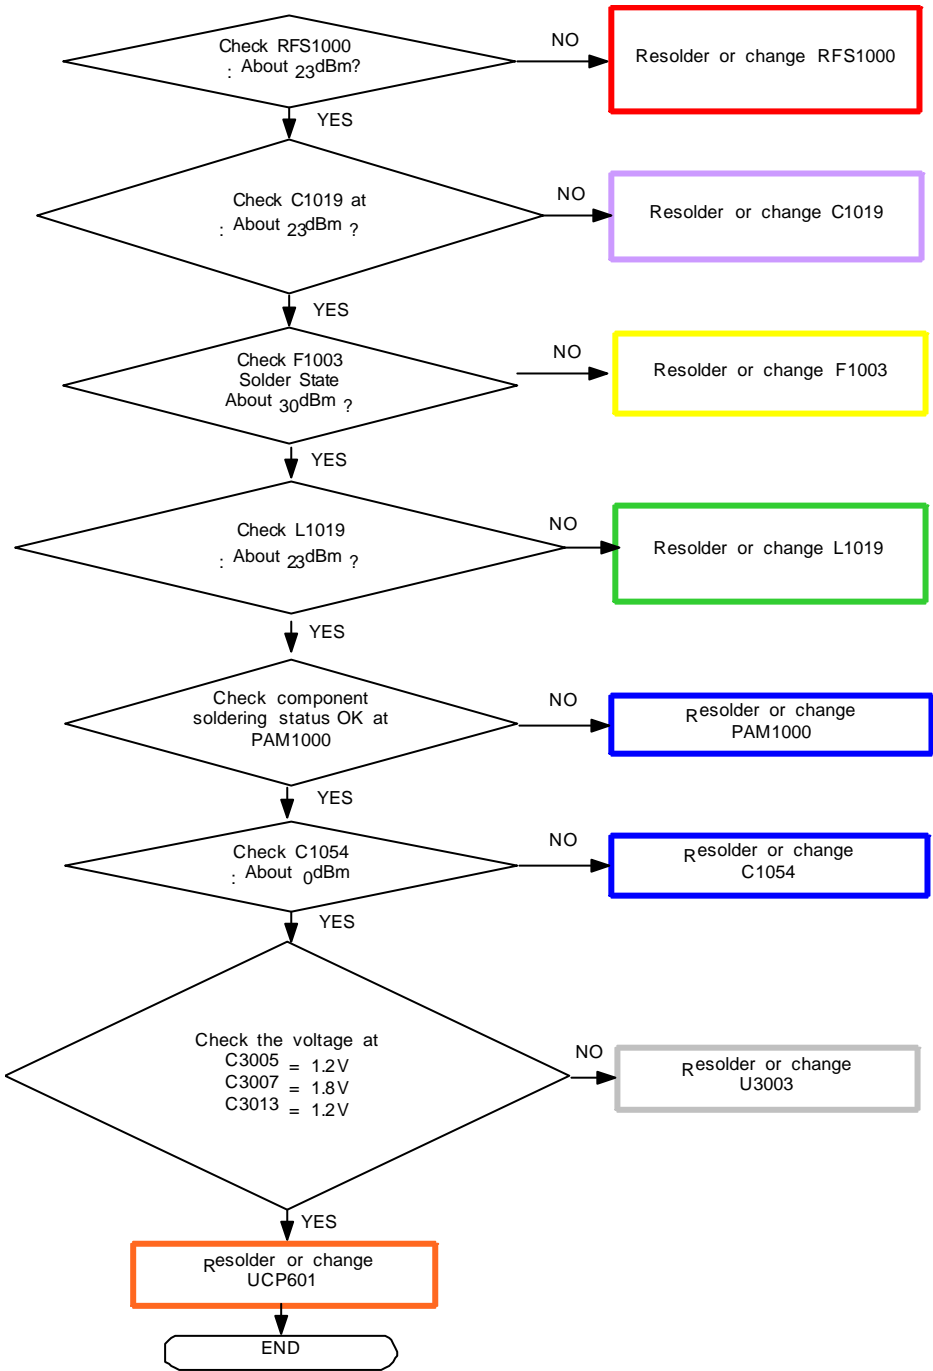 Check RFS1000
: About 23dBm?
NO
Resolder or change RFS1000
YES
Check C1019 at
: About 23dBm ?
NO
Resolder or change C1019
YES
Check F1003
Solder State
About 30dBm ?
NO
Resolder or change F1003
YES
Check L1019
: About 23dBm ?
NO
Resolder or change L1019
YES
Check component
soldering status OK at
PAM1000
NO
Resolder or change
PAM1000
YES
Check C1054
: About 0dBm
NO
Resolder or change
C1054
YES
Check the voltage at
C3005 = 1.2V
C3007 = 1.8V
C3013 = 1.2V
NO
Resolder or change
U3003
YES
Resolder or change
UCP601
END